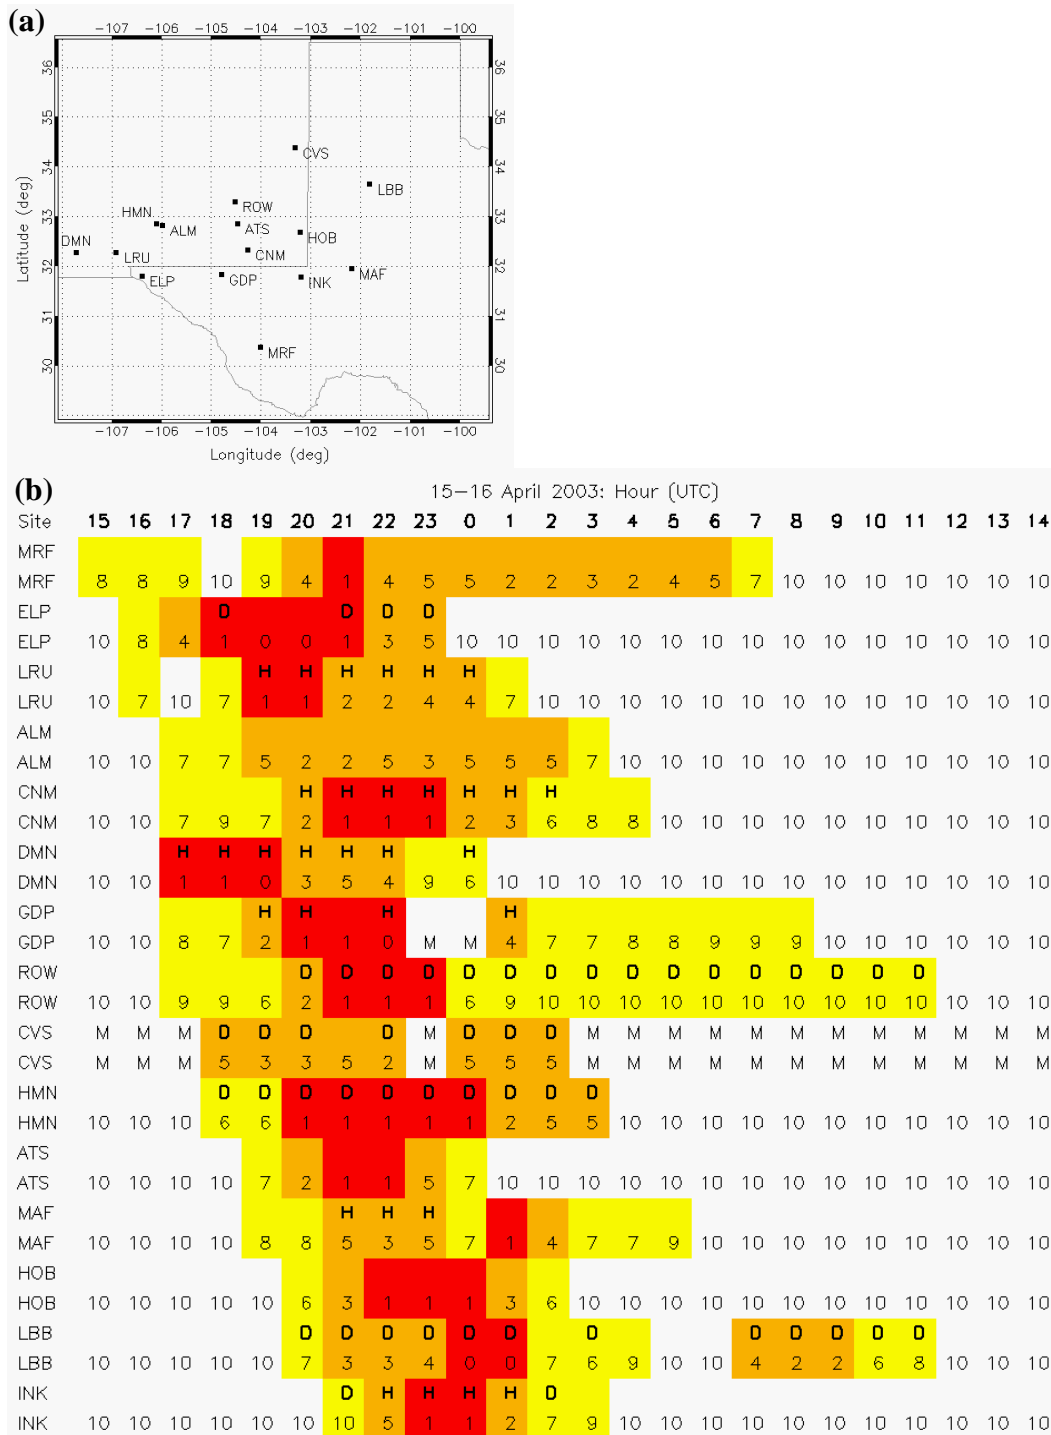 (a)
-107 -106 -105 -104 -103 -102 -101 -100
36 36
35 35
34 34
33 33
32 32
31 31
30 30
Latitude (deg)
CVS
LBB
HMN
ROW
ALM
ATS
HOB
DMN
LRU
CNM
ELP
GDP
INK
MAF
MRF
-107 -106 -105 -104 -103 -102 -101 -100
Longitude (deg)
(b)
15-16 April 2003: Hour (UTC)
Site 15 16 17 18 19 20 21 22 23 0 1 2 3 4 5 6 7 8 9 10 11 12 13 14
MRF
MRF 8 8 9 10 9 4 1 4 5 5 2 2 3 2 4 5 7 10 10 10 10 10 10 10
ELP D D D D
ELP 10 8 4 1 0 0 1 3 5 10 10 10 10 10 10 10 10 10 10 10 10 10 10 10
LRU H H H H H H
LRU 10 7 10 7 1 1 2 2 4 4 7 10 10 10 10 10 10 10 10 10 10 10 10 10
ALM
ALM 10 10 7 7 5 2 2 5 3 5 5 5 7 10 10 10 10 10 10 10 10 10 10 10
CNM H H H H H H H
CNM 10 10 7 9 7 2 1 1 1 2 3 6 8 8 10 10 10 10 10 10 10 10 10 10
DMN H H H H H H H
DMN 10 10 1 1 0 3 5 4 9 6 10 10 10 10 10 10 10 10 10 10 10 10 10 10
GDP H H H H
GDP 10 10 8 7 2 1 1 0 M M 4 7 7 8 8 9 9 9 10 10 10 10 10 10
ROW D D D D D D D D D D D D D D D D
ROW 10 10 9 9 6 2 1 1 1 6 9 10 10 10 10 10 10 10 10 10 10 10 10 10
CVS M M M D D D D M D D D M M M M M M M M M M M M
CVS M M M 5 3 3 5 2 M 5 5 5 M M M M M M M M M M M M
HMN D D D D D D D D D D
HMN 10 10 10 6 6 1 1 1 1 1 2 5 5 10 10 10 10 10 10 10 10 10 10 10
ATS
ATS 10 10 10 10 7 2 1 1 5 7 10 10 10 10 10 10 10 10 10 10 10 10 10 10
MAF H H H
MAF 10 10 10 10 8 8 5 3 5 7 1 4 7 7 9 10 10 10 10 10 10 10 10 10
HOB
HOB 10 10 10 10 10 6 3 1 1 1 3 6 10 10 10 10 10 10 10 10 10 10 10 10
LBB D D D D D D D D D D D D
LBB 10 10 10 10 10 7 3 3 4 0 0 7 6 9 10 10 4 2 2 6 8 10 10 10
INK D H H H H D
INK 10 10 10 10 10 10 10 5 1 1 2 7 9 10 10 10 10 10 10 10 10 10 10 10